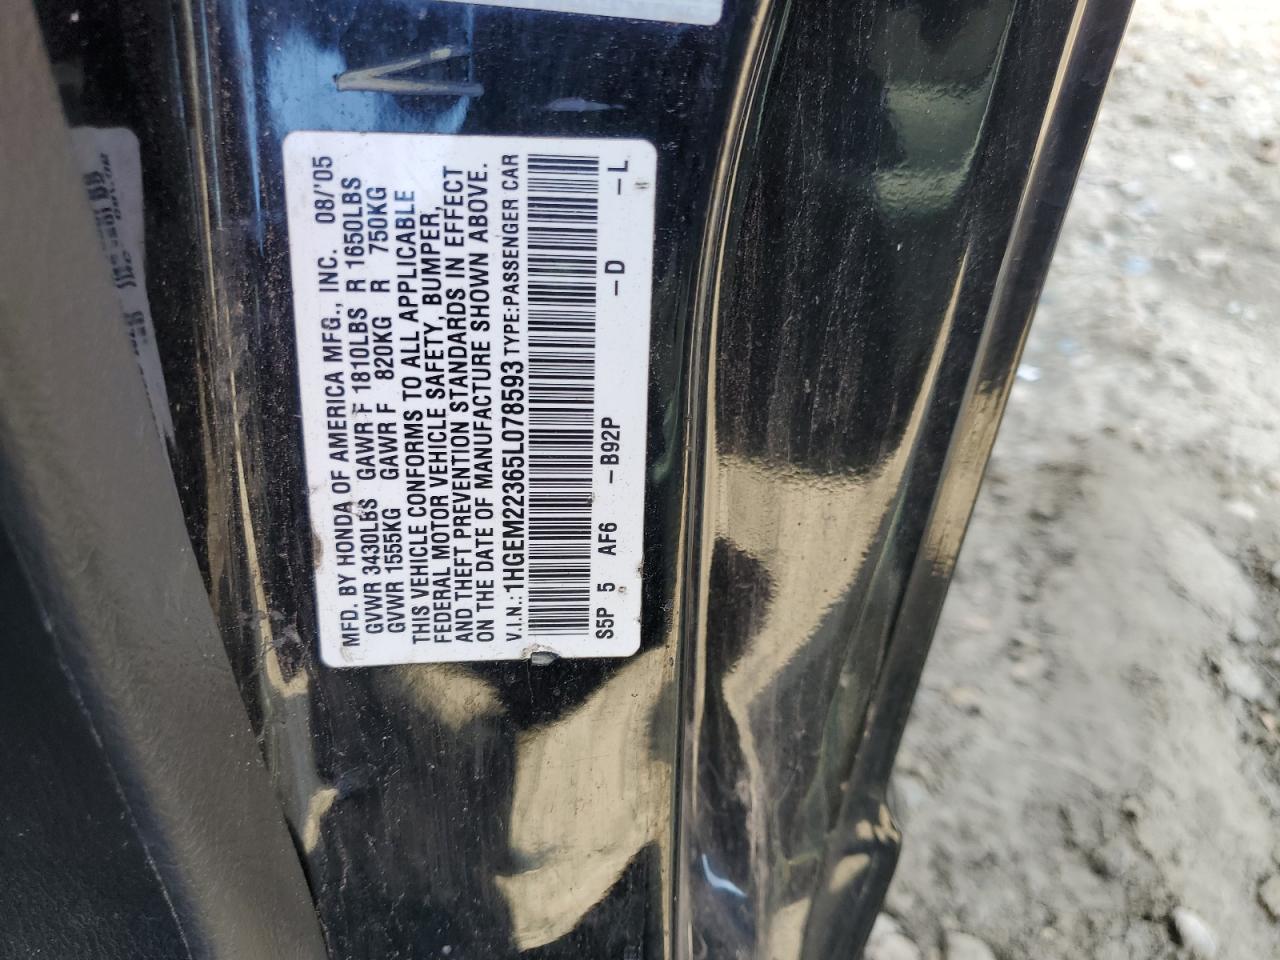 MFD. BY HONDA OF AMERICA MFG., INC. 08/'05
GVWR 3430LBS GAWR F 1810LBS R 1650LBS
GVWR 1555KG GAWR F 820KG R 750KG
THIS VEHICLE CONFORMS TO ALL APPLICABLE
FEDERAL MOTOR VEHICLE SAFETY, BUMPER,
AND THEFT PREVENTION STANDARDS IN EFFECT
ON THE DATE OF MANUFACTURE SHOWN ABOVE.
V.I.N.: 1HGEM22365L078593 TYPE:PASSENGER CAR
S5P 5 AF6 -B92P -D -L